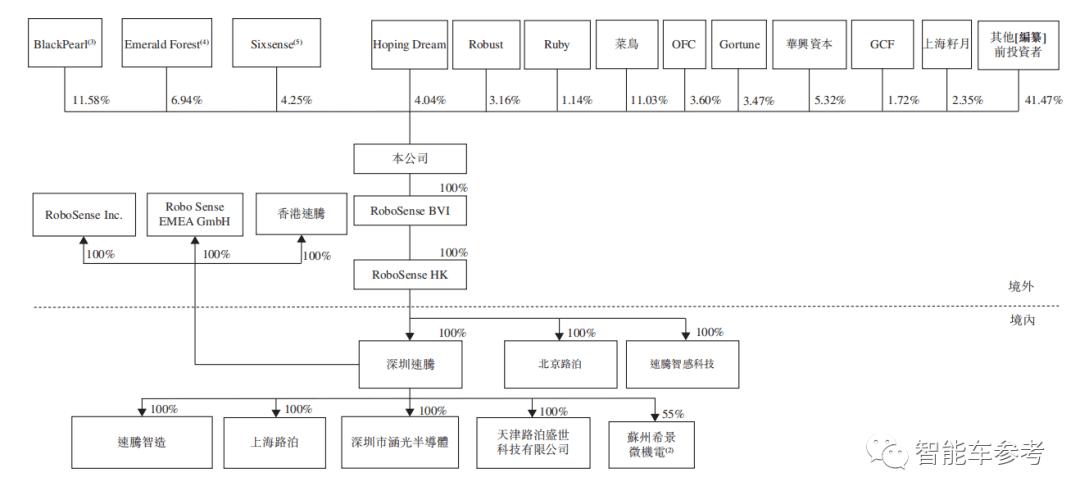 BlackPearl(3)
Emerald Forest(4)
Sixsense(5)
Hoping Dream
Robust
Ruby
菜鳥
OFC
Gortune
華興資本
GCF
上海籽月
其他[編纂]
前投資者
11.58%
6.94%
4.25%
4.04%
3.16%
1.14%
11.03%
3.60%
3.47%
5.32%
1.72%
2.35%
41.47%
本公司
100%
RoboSense BVI
RoboSense Inc.
Robo Sense
EMEA GmbH
香港速騰
100%
100%
100%
100%
RoboSense HK
境外
境內
100%
100%
100%
深圳速騰
北京路泊
速騰智感科技
100%
100%
100%
100%
55%
速騰智造
上海路泊
深圳市涵光半導體
天津路泊盛世
科技有限公司
蘇州希景
微機電(2)
智能车参考